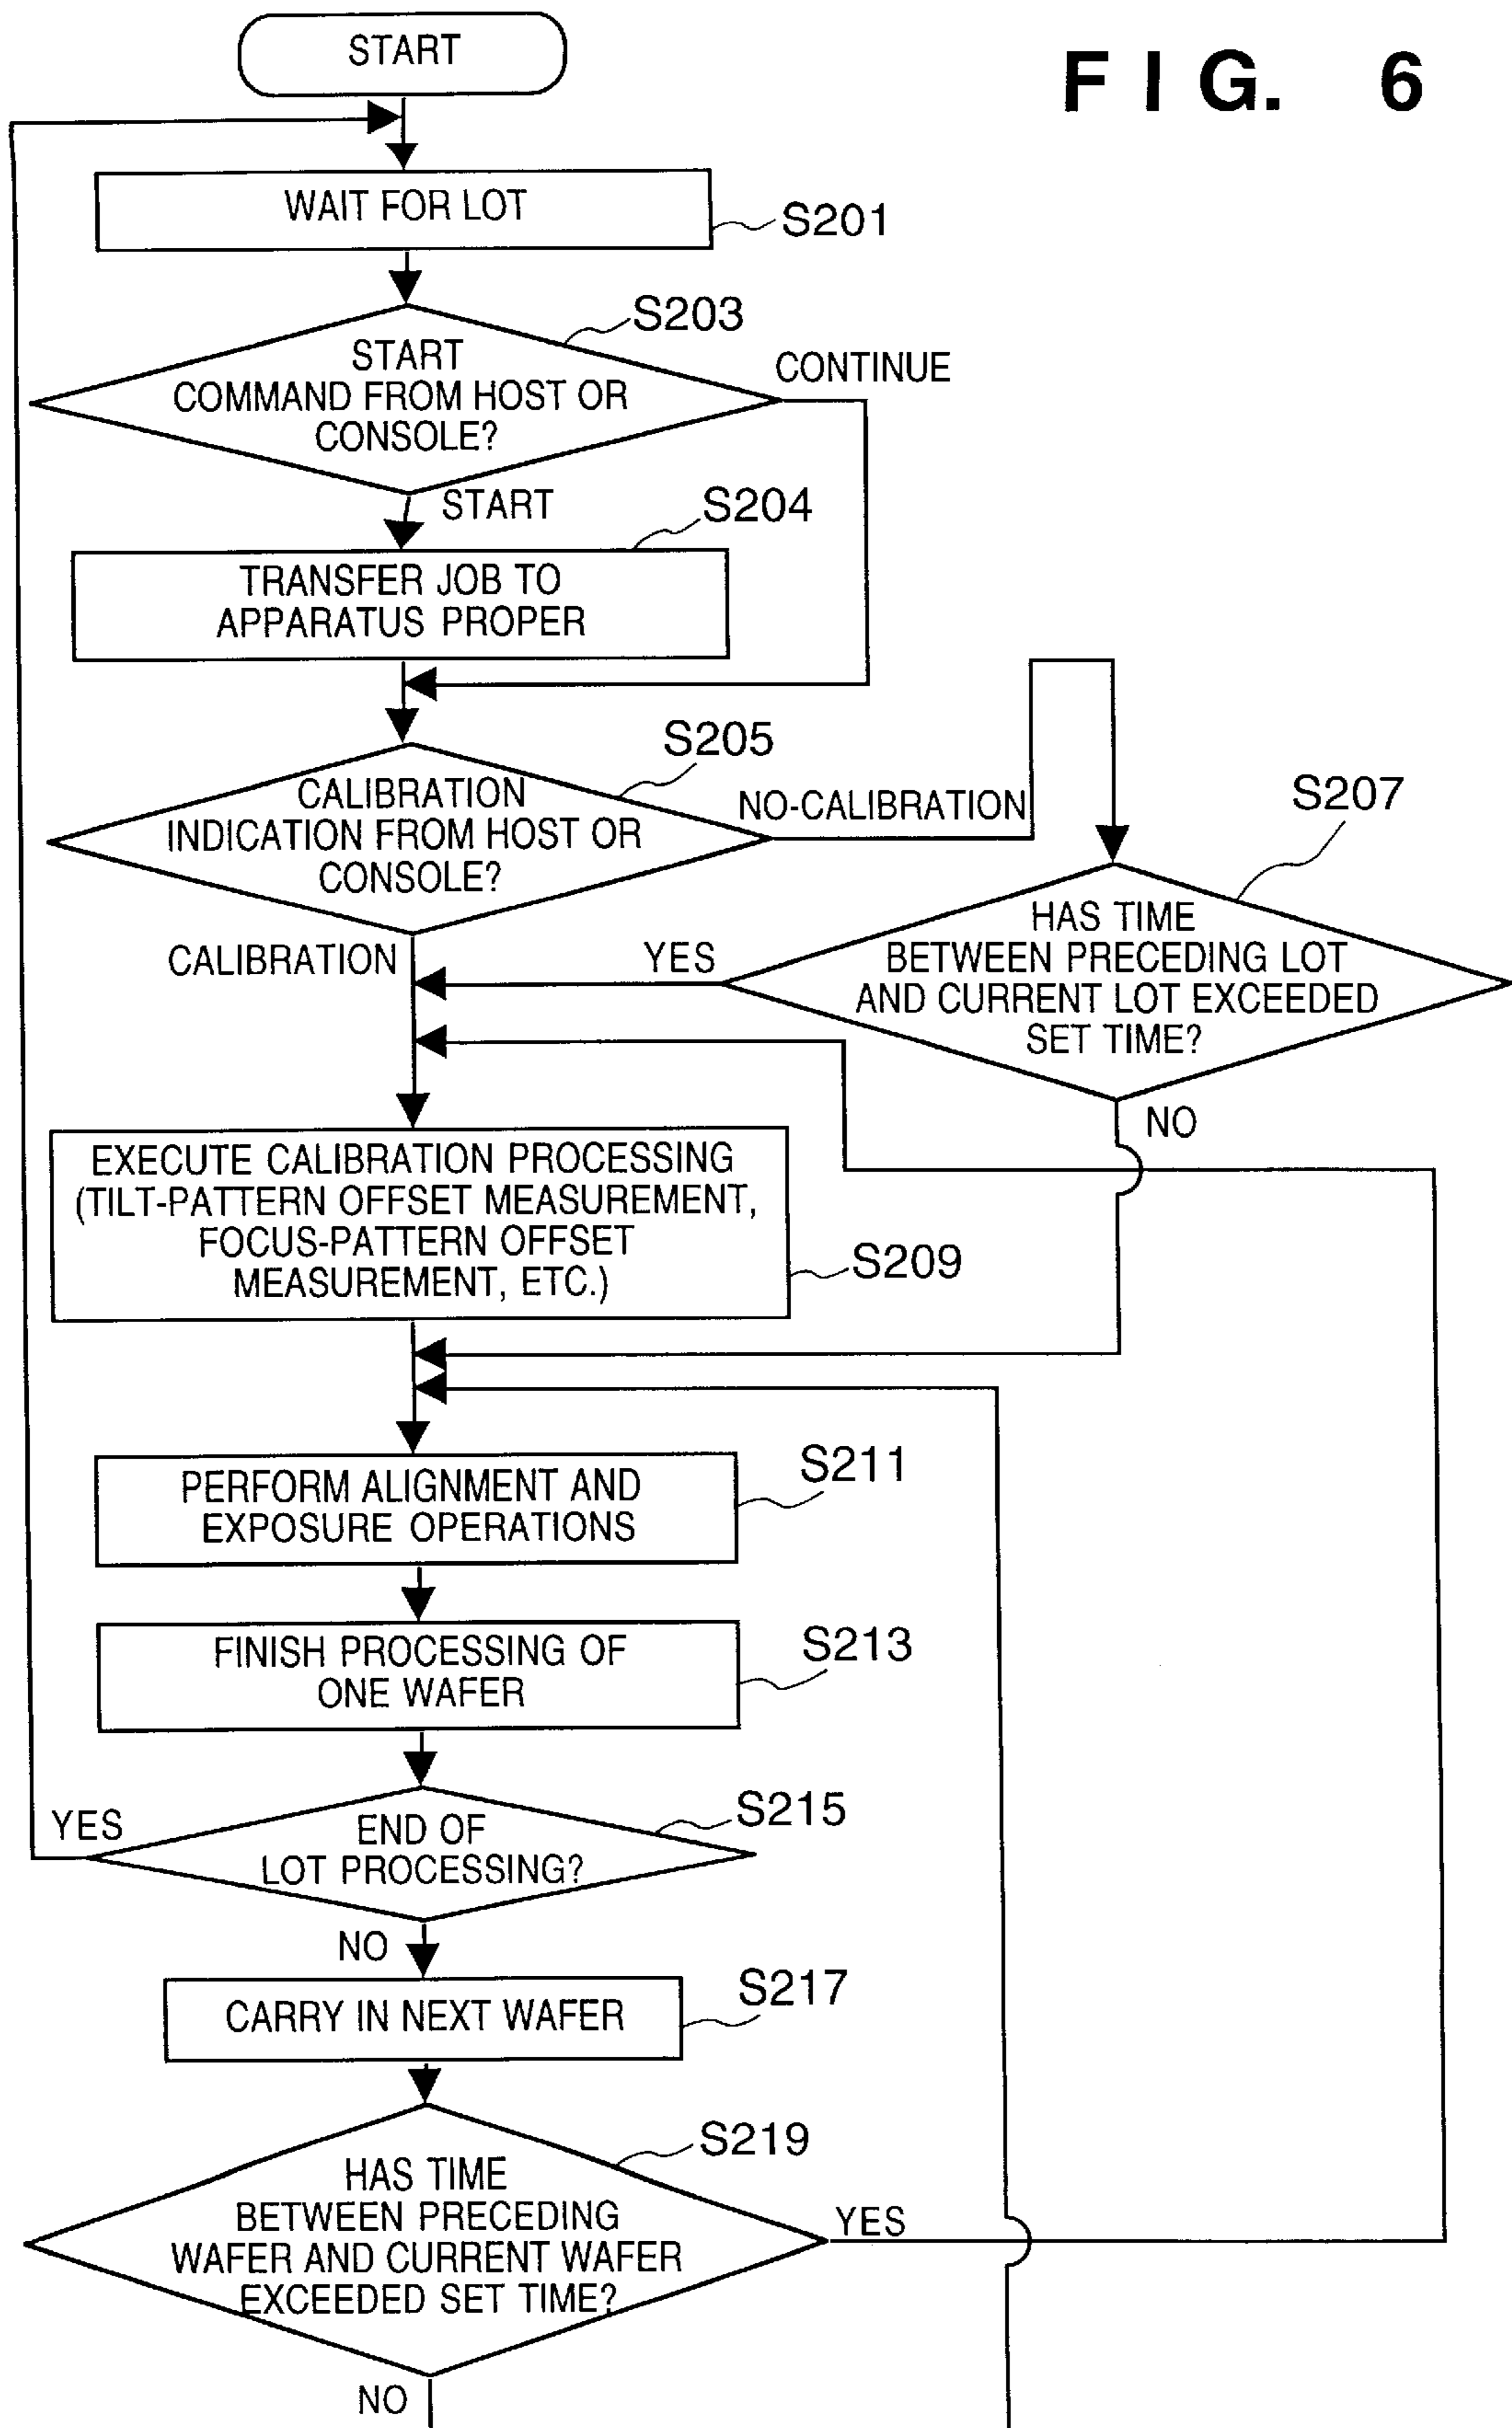 FIG. 6
START
WAIT FOR LOT
S201
S203
START
COMMAND FROM HOST OR
CONSOLE?
CONTINUE
START
S204
TRANSFER JOB TO
APPARATUS PROPER
S205
CALIBRATION
INDICATION FROM HOST OR
CONSOLE?
NO-CALIBRATION
S207
HAS TIME
BETWEEN PRECEDING LOT
AND CURRENT LOT EXCEEDED
SET TIME?
CALIBRATION
YES
NO
EXECUTE CALIBRATION PROCESSING
(TILT-PATTERN OFFSET MEASUREMENT,
FOCUS-PATTERN OFFSET
MEASUREMENT, ETC.)
S209
S211
PERFORM ALIGNMENT AND
EXPOSURE OPERATIONS
S213
FINISH PROCESSING OF
ONE WAFER
S215
YES
END OF
LOT PROCESSING?
NO
S217
CARRY IN NEXT WAFER
S219
HAS TIME
BETWEEN PRECEDING
WAFER AND CURRENT WAFER
EXCEEDED SET TIME?
YES
NO